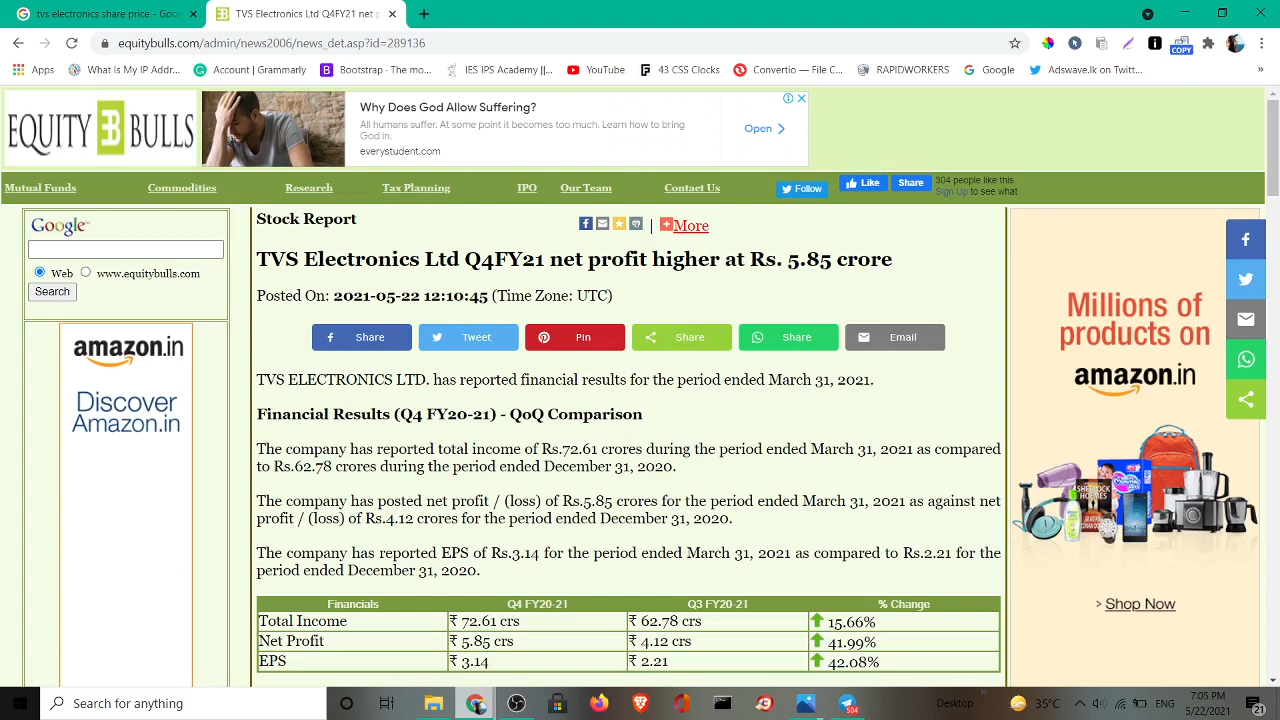 tvs electronics share price - Goo
TVS Electronics Ltd Q4FY21 net p
equitybulls.com/admin/news2006/news_det.asp?id=289136
COPY
Apps
What Is My IP Addr...
Account | Grammarly
Bootstrap · The mo...
IES IPS Academy ||...
YouTube
43 CSS Clocks
Convertio — File C...
RAPIDWORKERS
Google
Adswave.lk on Twitt...
EQUITY BULLS
Why Does God Allow Suffering?
All humans suffer. At some point it becomes too much. Learn how to bring
God in.
everystudent.com
Open
Mutual Funds
Commodities
Research
Tax Planning
IPO
Our Team
Contact Us
Follow
Like
Share
304 people like this.
Sign Up to see what
Google
Web
www.equitybulls.com
Search
amazon.in
Discover
Amazon.in
Stock Report
| More
TVS Electronics Ltd Q4FY21 net profit higher at Rs. 5.85 crore
Posted On: 2021-05-22 12:10:45 (Time Zone: UTC)
Share
Tweet
Pin
Share
Share
Email
TVS ELECTRONICS LTD. has reported financial results for the period ended March 31, 2021.
Financial Results (Q4 FY20-21) - QoQ Comparison
The company has reported total income of Rs.72.61 crores during the period ended March 31, 2021 as compared
to Rs.62.78 crores during the period ended December 31, 2020.
The company has posted net profit / (loss) of Rs.5.85 crores for the period ended March 31, 2021 as against net
profit / (loss) of Rs.4.12 crores for the period ended December 31, 2020.
The company has reported EPS of Rs.3.14 for the period ended March 31, 2021 as compared to Rs.2.21 for the
period ended December 31, 2020.
Financials Q4 FY20-21 Q3 FY20-21 % Change
Total Income ₹ 72.61 crs ₹ 62.78 crs 15.66%
Net Profit ₹ 5.85 crs ₹ 4.12 crs 41.99%
EPS ₹ 3.14 ₹ 2.21 42.08%
Millions of
products on
amazon.in
SHERLOCK
HOLMES
> Shop Now
Search for anything
504
Desktop
35°C
ENG
7:05 PM
5/22/2021
21